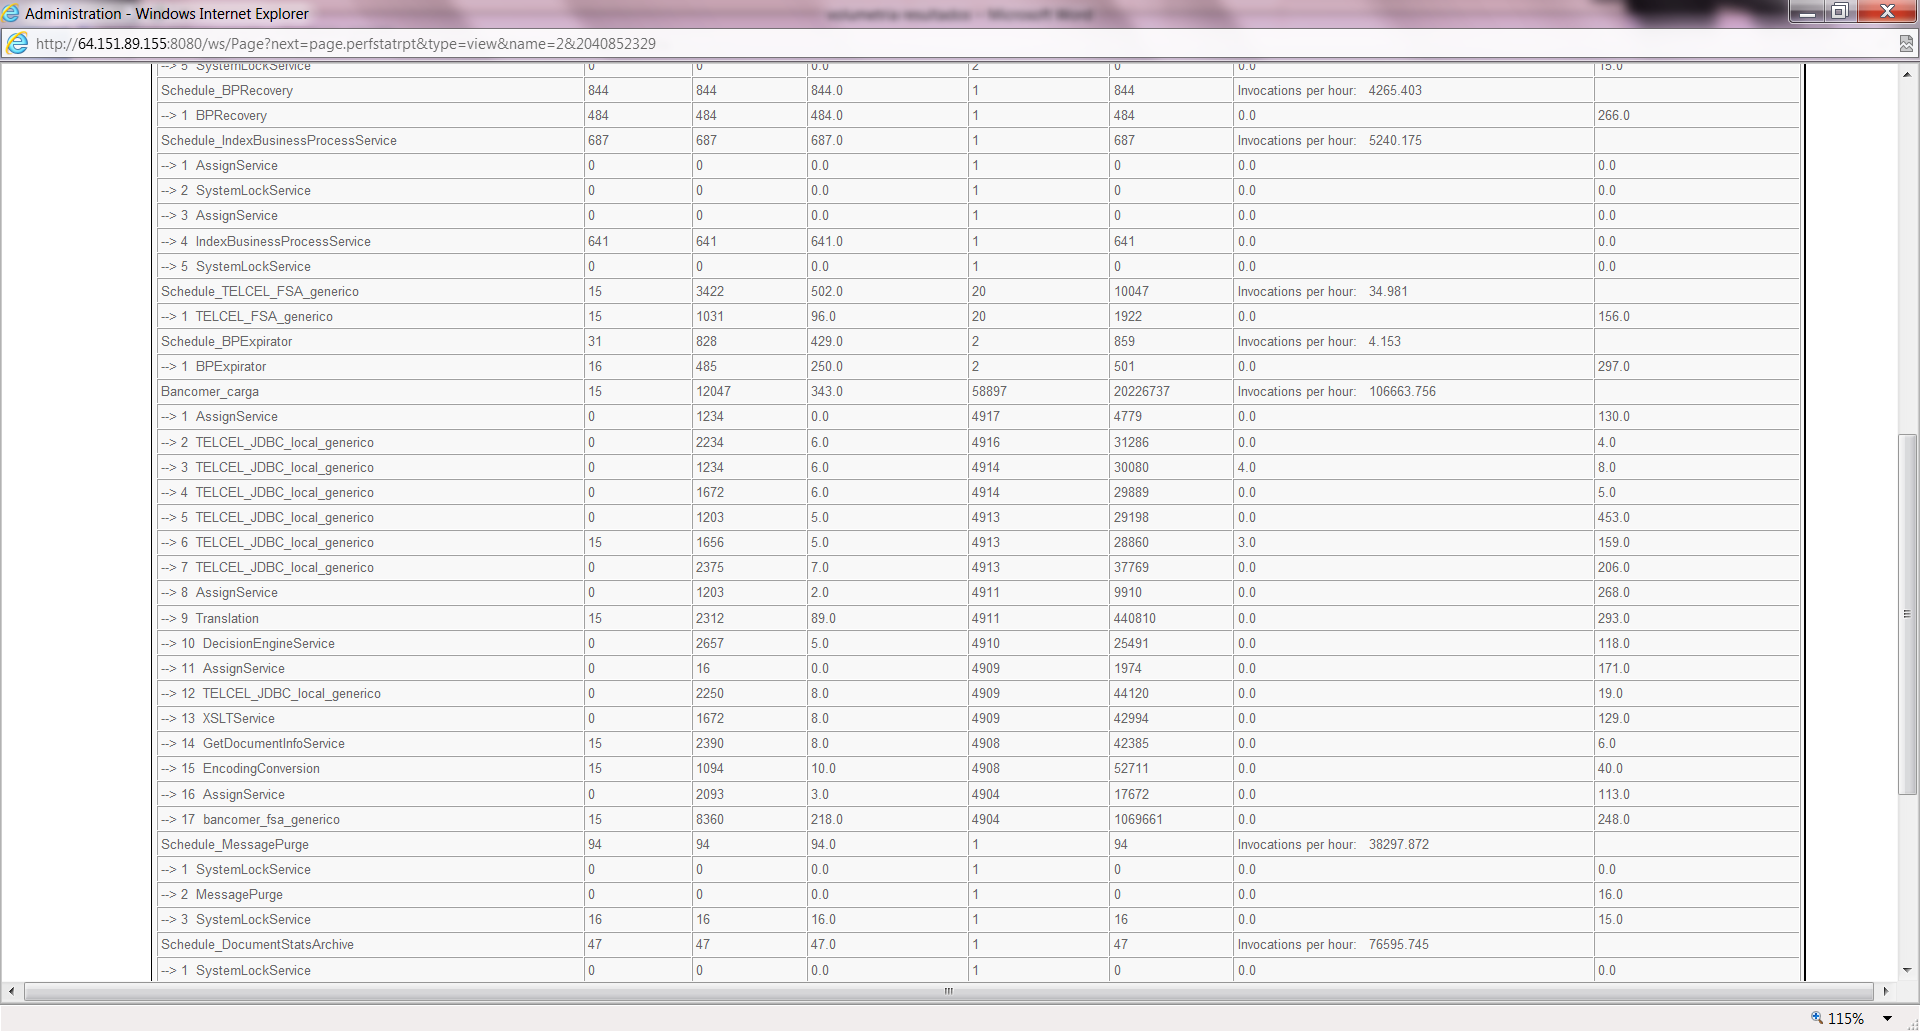 Administration - Windows Internet Explorer
http://64.151.89.155:8080/ws/Page?next=page.perfstatrpt&type=view&name=2&2040852329
--> 5 SystemLockService 0 0 0.0 2 0 0.0 15.0
Schedule_BPRecovery 844 844 844.0 1 844 Invocations per hour: 4265.403
--> 1 BPRecovery 484 484 484.0 1 484 0.0 266.0
Schedule_IndexBusinessProcessService 687 687 687.0 1 687 Invocations per hour: 5240.175
--> 1 AssignService 0 0 0.0 1 0 0.0 0.0
--> 2 SystemLockService 0 0 0.0 1 0 0.0 0.0
--> 3 AssignService 0 0 0.0 1 0 0.0 0.0
--> 4 IndexBusinessProcessService 641 641 641.0 1 641 0.0 0.0
--> 5 SystemLockService 0 0 0.0 1 0 0.0 0.0
Schedule_TELCEL_FSA_generico 15 3422 502.0 20 10047 Invocations per hour: 34.981
--> 1 TELCEL_FSA_generico 15 1031 96.0 20 1922 0.0 156.0
Schedule_BPExpirator 31 828 429.0 2 859 Invocations per hour: 4.153
--> 1 BPExpirator 16 485 250.0 2 501 0.0 297.0
Bancomer_carga 15 12047 343.0 58897 20226737 Invocations per hour: 106663.756
--> 1 AssignService 0 1234 0.0 4917 4779 0.0 130.0
--> 2 TELCEL_JDBC_local_generico 0 2234 6.0 4916 31286 0.0 4.0
--> 3 TELCEL_JDBC_local_generico 0 1234 6.0 4914 30080 4.0 8.0
--> 4 TELCEL_JDBC_local_generico 0 1672 6.0 4914 29889 0.0 5.0
--> 5 TELCEL_JDBC_local_generico 0 1203 5.0 4913 29198 0.0 453.0
--> 6 TELCEL_JDBC_local_generico 15 1656 5.0 4913 28860 3.0 159.0
--> 7 TELCEL_JDBC_local_generico 0 2375 7.0 4913 37769 0.0 206.0
--> 8 AssignService 0 1203 2.0 4911 9910 0.0 268.0
--> 9 Translation 15 2312 89.0 4911 440810 0.0 293.0
--> 10 DecisionEngineService 0 2657 5.0 4910 25491 0.0 118.0
--> 11 AssignService 0 16 0.0 4909 1974 0.0 171.0
--> 12 TELCEL_JDBC_local_generico 0 2250 8.0 4909 44120 0.0 19.0
--> 13 XSLTService 0 1672 8.0 4909 42994 0.0 129.0
--> 14 GetDocumentInfoService 15 2390 8.0 4908 42385 0.0 6.0
--> 15 EncodingConversion 15 1094 10.0 4908 52711 0.0 40.0
--> 16 AssignService 0 2093 3.0 4904 17672 0.0 113.0
--> 17 bancomer_fsa_generico 15 8360 218.0 4904 1069661 0.0 248.0
Schedule_MessagePurge 94 94 94.0 1 94 Invocations per hour: 38297.872
--> 1 SystemLockService 0 0 0.0 1 0 0.0 0.0
--> 2 MessagePurge 0 0 0.0 1 0 0.0 16.0
--> 3 SystemLockService 16 16 16.0 1 16 0.0 15.0
Schedule_DocumentStatsArchive 47 47 47.0 1 47 Invocations per hour: 76595.745
--> 1 SystemLockService 0 0 0.0 1 0 0.0 0.0
115%